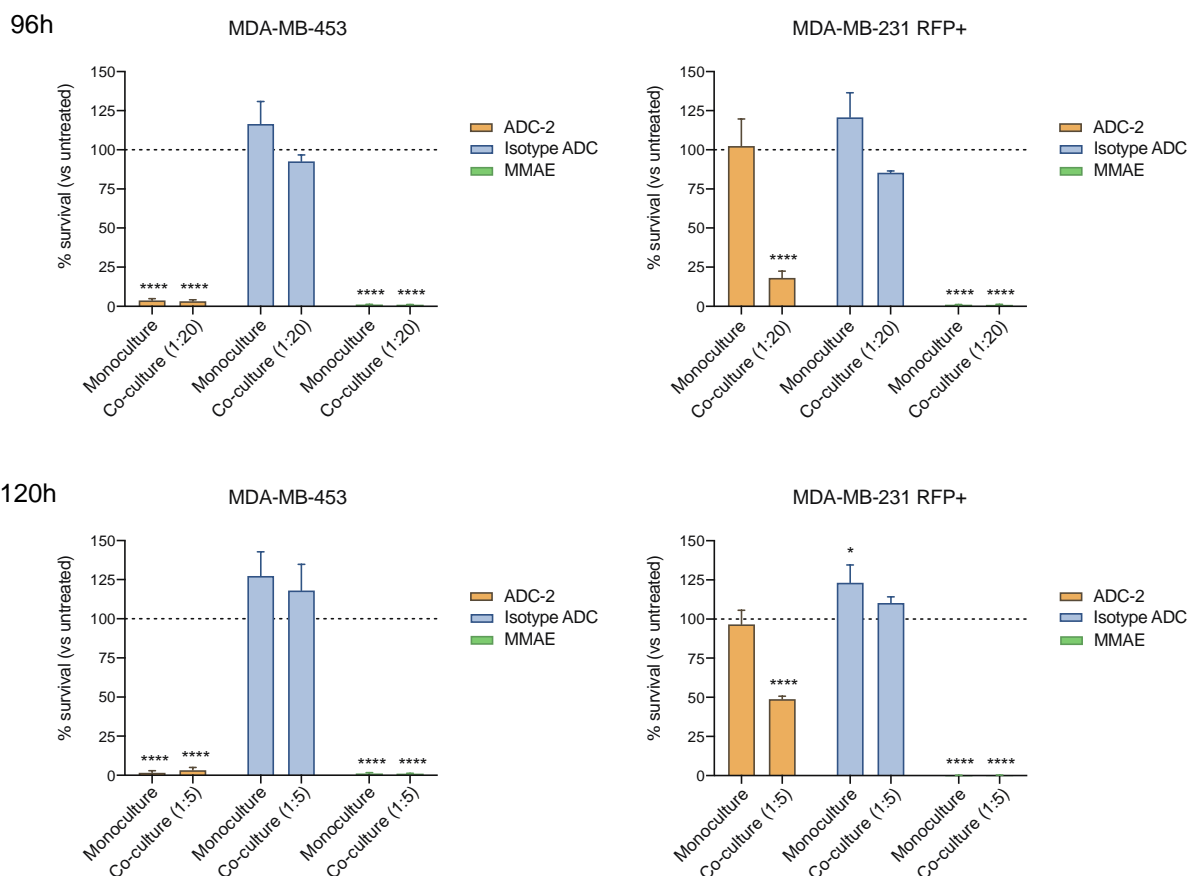 96h
MDA-MB-453
% survival (vs untreated)
150
125
100
75
50
25
0
**** **** **** ****
Monoculture
Co-culture (1:20)
Monoculture
Co-culture (1:20)
Monoculture
Co-culture (1:20)
ADC-2
Isotype ADC
MMAE
MDA-MB-231 RFP+
% survival (vs untreated)
150
125
100
75
50
25
0
**** **** ****
Monoculture
Co-culture (1:20)
Monoculture
Co-culture (1:20)
Monoculture
Co-culture (1:20)
ADC-2
Isotype ADC
MMAE
120h
MDA-MB-453
% survival (vs untreated)
150
125
100
75
50
25
0
**** **** **** ****
Monoculture
Co-culture (1:5)
Monoculture
Co-culture (1:5)
Monoculture
Co-culture (1:5)
ADC-2
Isotype ADC
MMAE
MDA-MB-231 RFP+
% survival (vs untreated)
150
125
100
75
50
25
0
*
****
**** ****
Monoculture
Co-culture (1:5)
Monoculture
Co-culture (1:5)
Monoculture
Co-culture (1:5)
ADC-2
Isotype ADC
MMAE